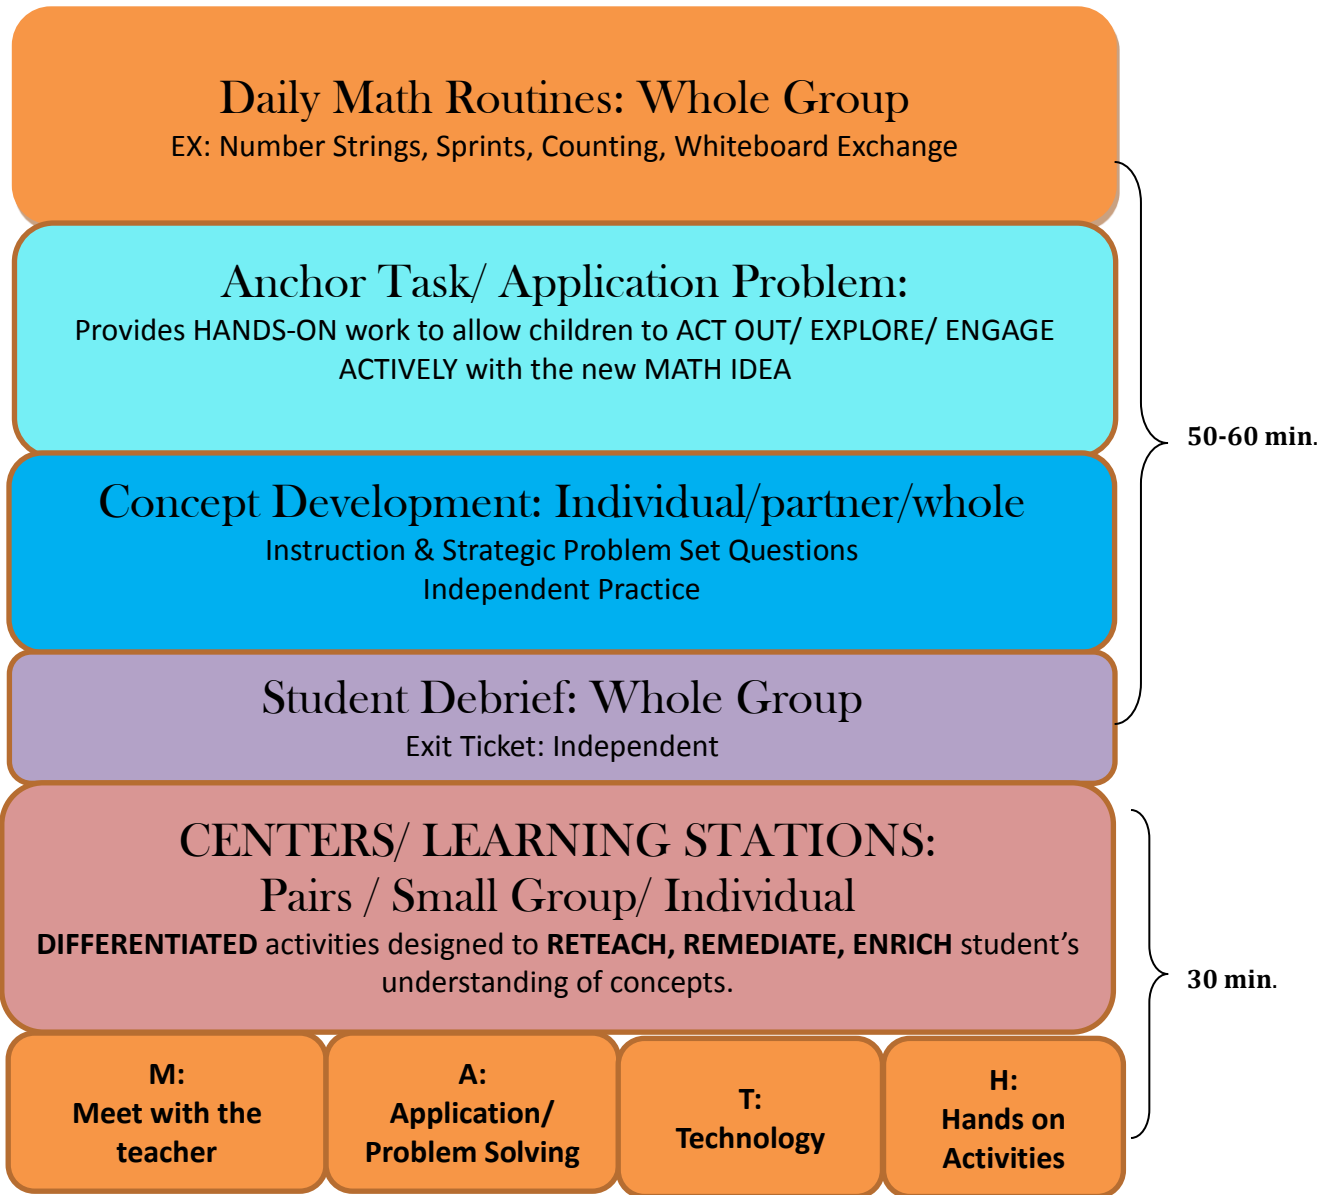 Daily Math Routines: Whole Group
EX: Number Strings, Sprints, Counting, Whiteboard Exchange
Anchor Task/ Application Problem:
Provides HANDS-ON work to allow children to ACT OUT/ EXPLORE/ ENGAGE
ACTIVELY with the new MATH IDEA
50-60 min.
Concept Development: Individual/partner/whole
Instruction & Strategic Problem Set Questions
Independent Practice
Student Debrief: Whole Group
Exit Ticket: Independent
CENTERS/ LEARNING STATIONS:
Pairs / Small Group/ Individual
DIFFERENTIATED activities designed to RETEACH, REMEDIATE, ENRICH student’s
understanding of concepts.
30 min.
M:
Meet with the
teacher
A:
Application/
Problem Solving
T:
Technology
H:
Hands on
Activities